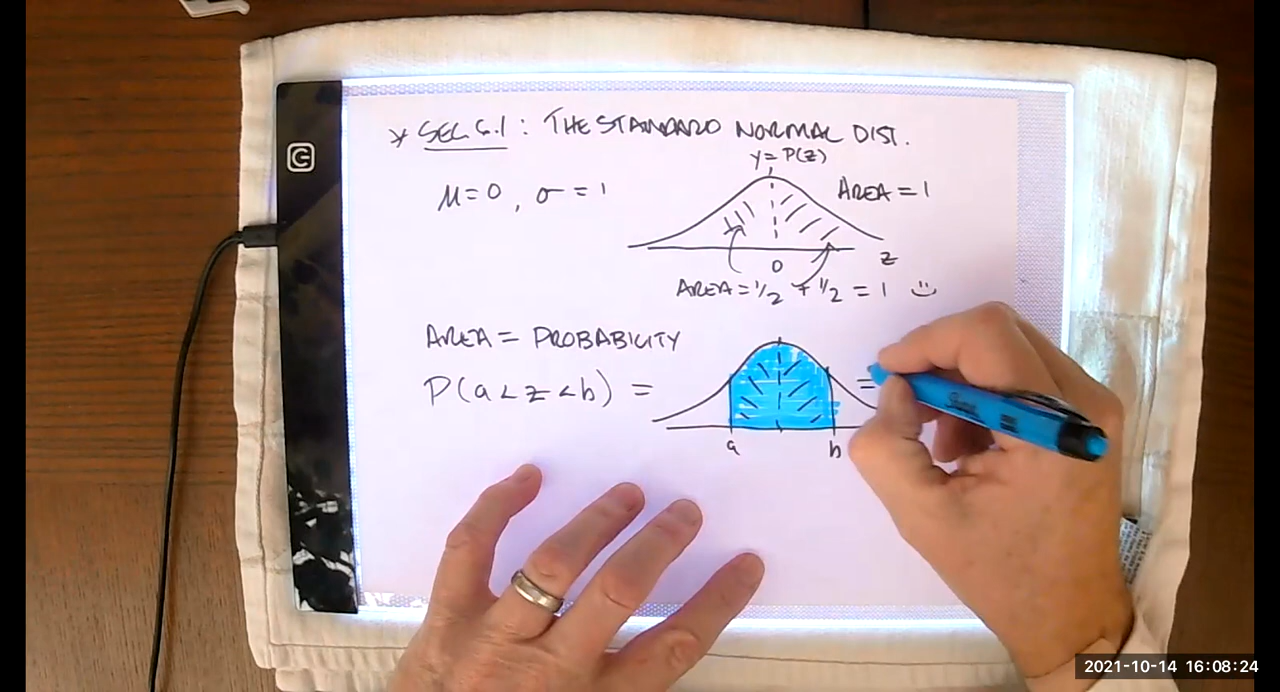 * SEC 6.1 : THE STANDARD NORMAL DIST.
y = P(z)
μ = 0 , σ = 1
AREA = 1
0
z
AREA = 1/2 + 1/2 = 1
AREA = PROBABILITY
P(a < z < b) =
=
a
b
2021-10-14 16:08:24